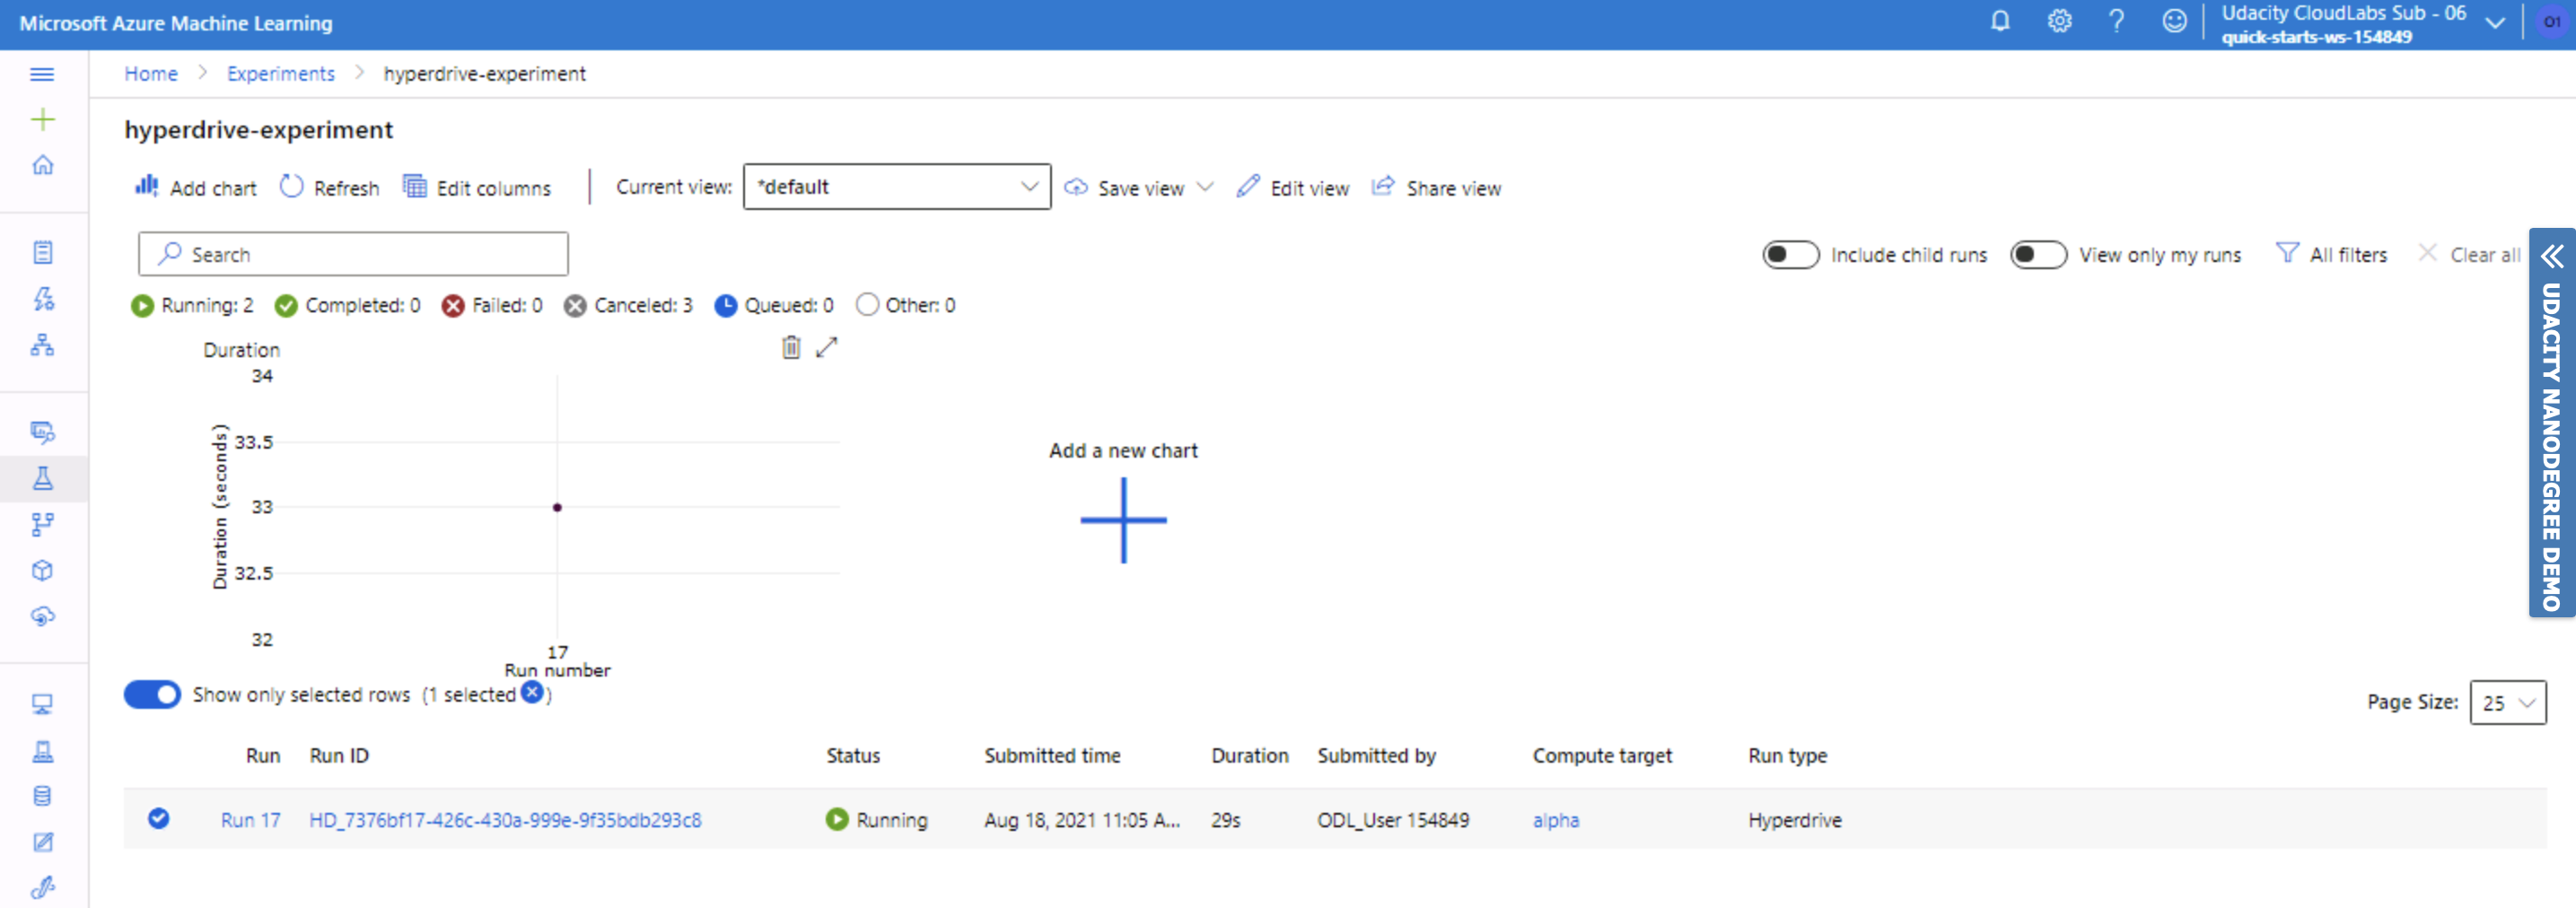 Microsoft Azure Machine Learning
Udacity CloudLabs Sub - 06
quick-starts-ws-154849
01
Home > Experiments > hyperdrive-experiment
hyperdrive-experiment
Add chart Refresh Edit columns Current view: *default Save view Edit view Share view
Search
Include child runs View only my runs All filters Clear all
Running: 2 Completed: 0 Failed: 0 Canceled: 3 Queued: 0 Other: 0
Duration
Duration (seconds)
34
33.5
33
32.5
32
17
Run number
Add a new chart
UDACITY NANODEGREE DEMO
Show only selected rows (1 selected )
Page Size: 25
Run Run ID Status Submitted time Duration Submitted by Compute target Run type
Run 17 HD_7376bf17-426c-430a-999e-9f35bdb293c8 Running Aug 18, 2021 11:05 A... 29s ODL_User 154849 alpha Hyperdrive